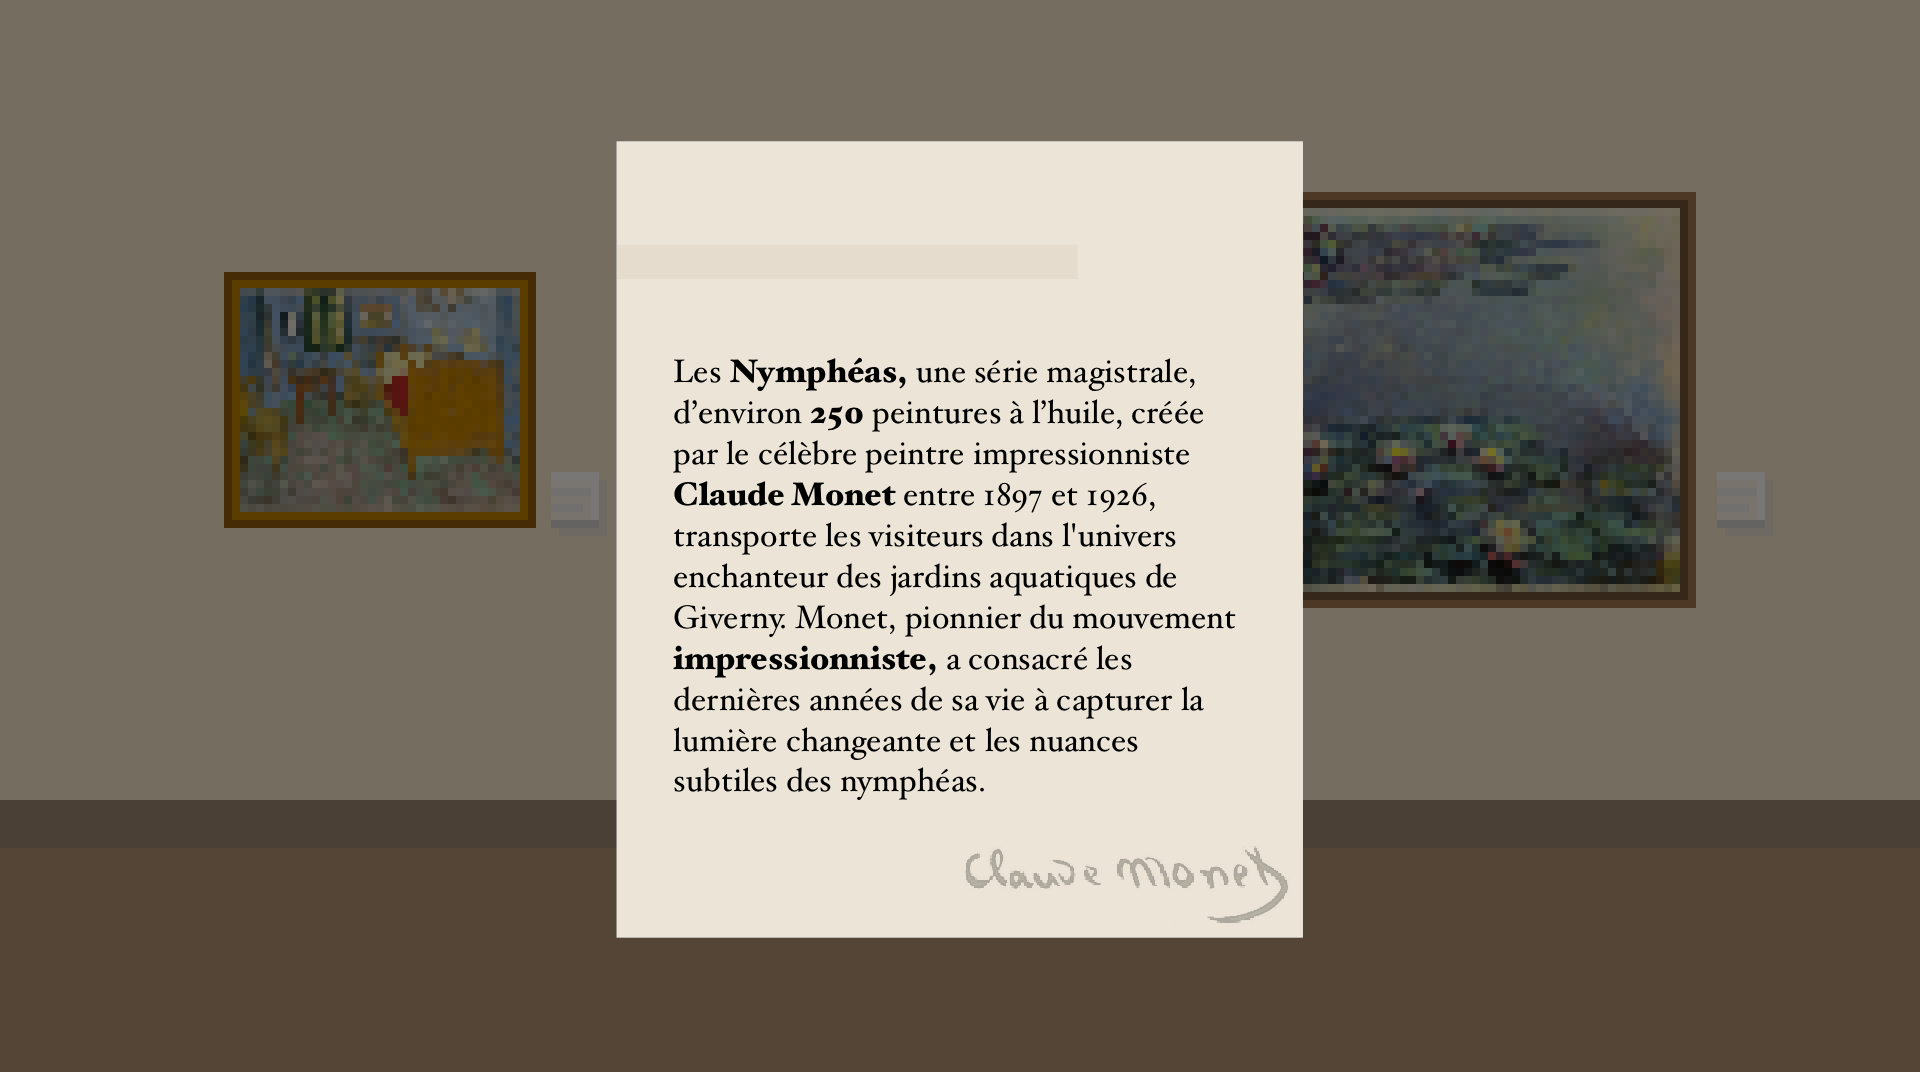 Les Nymphéas, une série magistrale,
d’environ 250 peintures à l’huile, créée
par le célèbre peintre impressionniste
Claude Monet entre 1897 et 1926,
transporte les visiteurs dans l'univers
enchanteur des jardins aquatiques de
Giverny. Monet, pionnier du mouvement
impressionniste, a consacré les
dernières années de sa vie à capturer la
lumière changeante et les nuances
subtiles des nymphéas.
Claude Monet